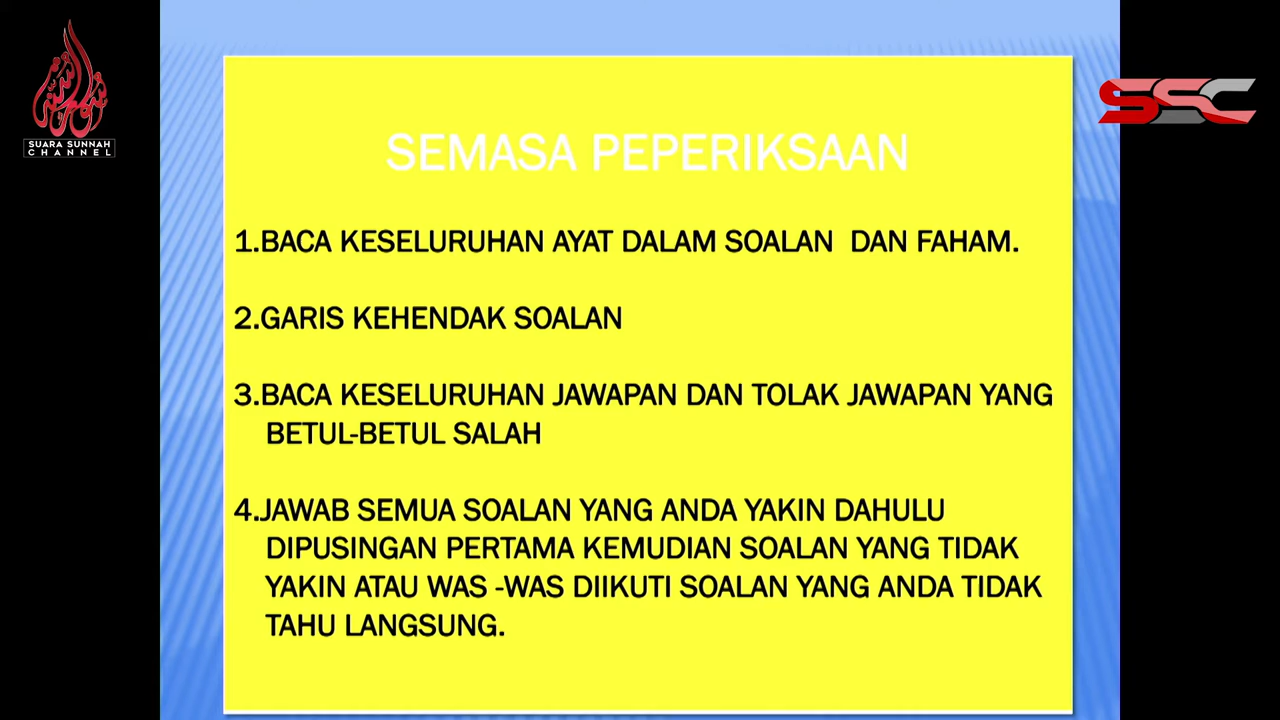 SUARA SUNNAH
CHANNEL
SSC
SEMASA PEPERIKSAAN
1.BACA KESELURUHAN AYAT DALAM SOALAN DAN FAHAM.
2.GARIS KEHENDAK SOALAN
3.BACA KESELURUHAN JAWAPAN DAN TOLAK JAWAPAN YANG
BETUL-BETUL SALAH
4.JAWAB SEMUA SOALAN YANG ANDA YAKIN DAHULU
DIPUSINGAN PERTAMA KEMUDIAN SOALAN YANG TIDAK
YAKIN ATAU WAS -WAS DIIKUTI SOALAN YANG ANDA TIDAK
TAHU LANGSUNG.